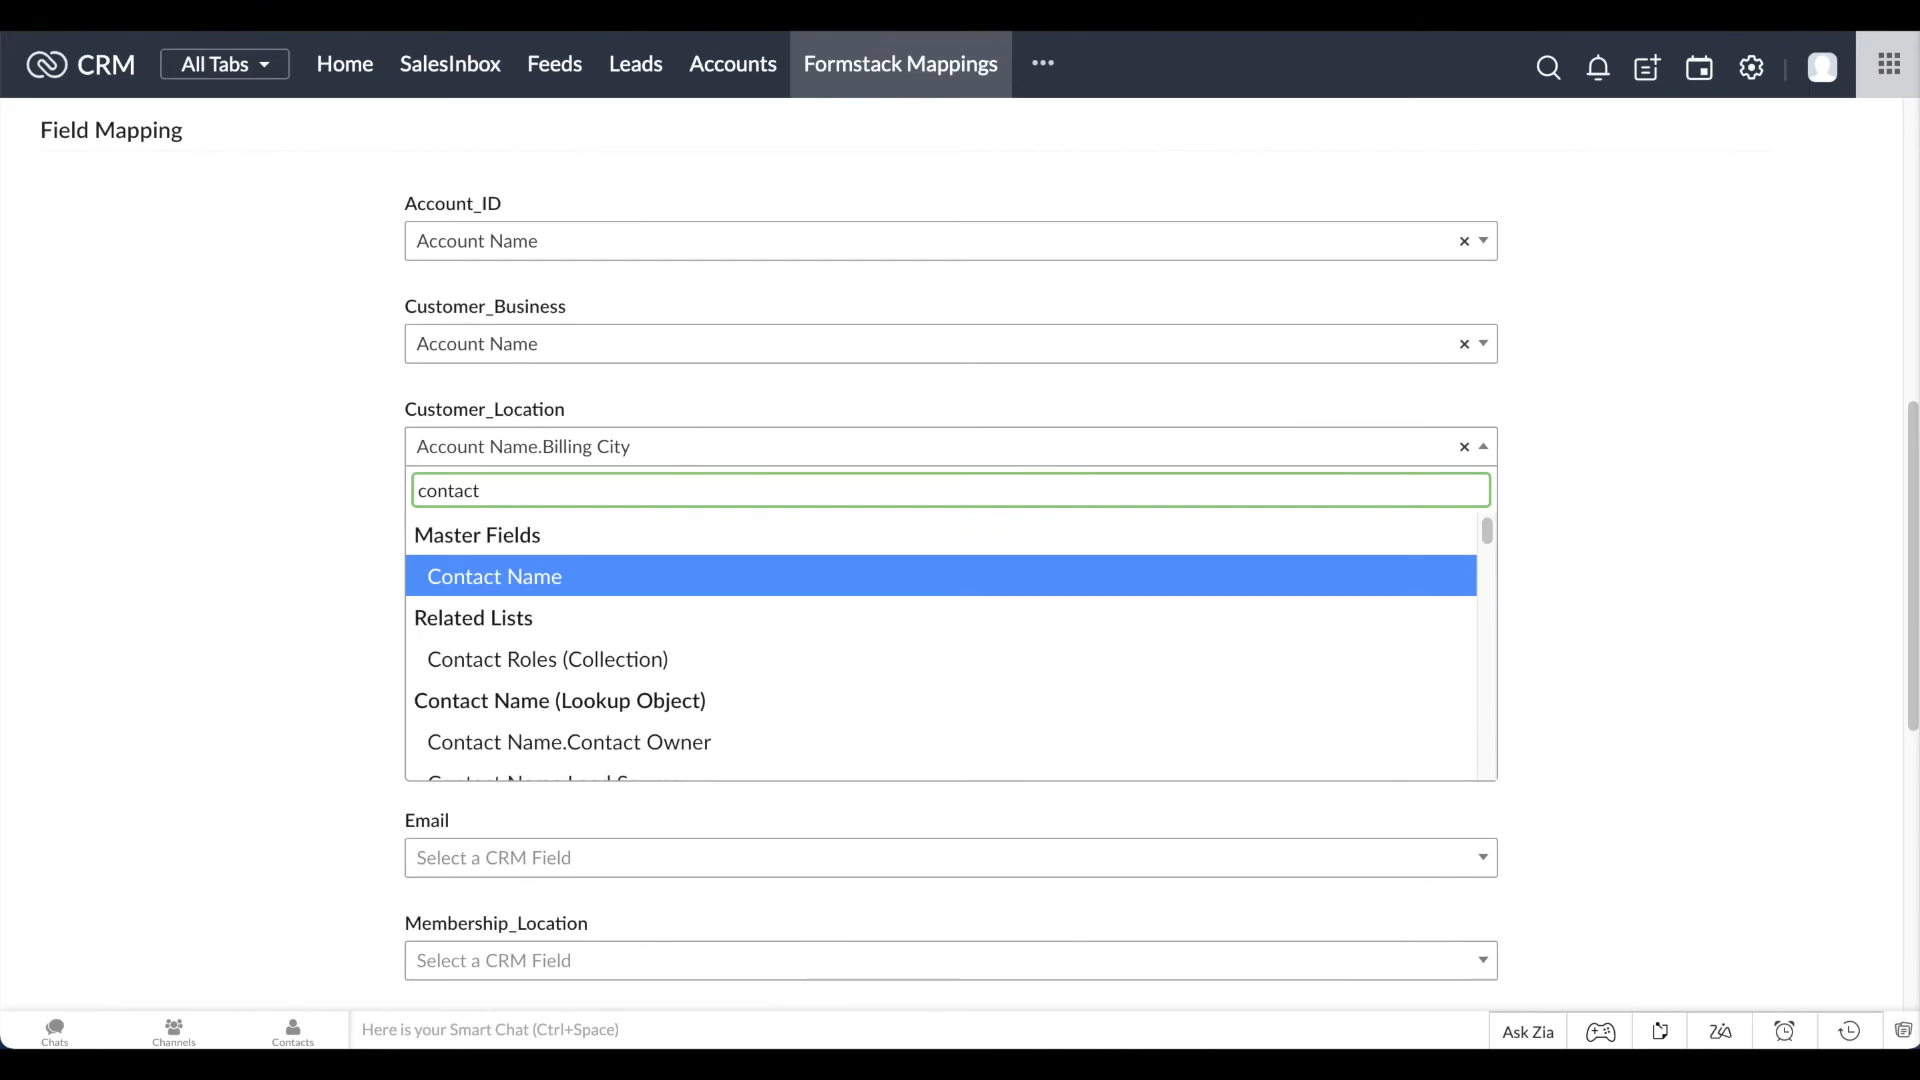 CRM
All Tabs
Home
SalesInbox
Feeds
Leads
Accounts
Formstack Mappings
Field Mapping
Account_ID
Account Name
Customer_Business
Account Name
Customer_Location
Account Name.Billing City
contact
Master Fields
Contact Name
Related Lists
Contact Roles (Collection)
Contact Name (Lookup Object)
Contact Name.Contact Owner
Email
Select a CRM Field
Membership_Location
Select a CRM Field
Chats
Channels
Contacts
Here is your Smart Chat (Ctrl+Space)
Ask Zia